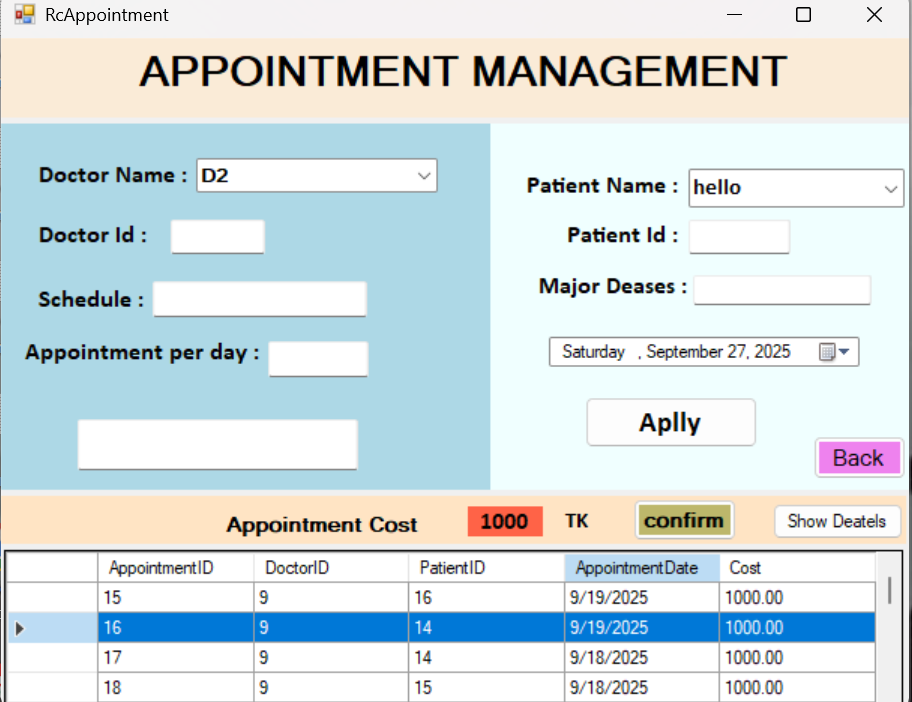 RcAppointment
APPOINTMENT MANAGEMENT
Doctor Name : D2
Doctor Id :
Schedule :
Appointment per day :
Patient Name : hello
Patient Id :
Major Deases :
Saturday , September 27, 2025
Aplly
Back
Appointment Cost 1000 TK confirm Show Deatels
AppointmentID DoctorID PatientID AppointmentDate Cost
15 9 16 9/19/2025 1000.00
16 9 14 9/19/2025 1000.00
17 9 14 9/18/2025 1000.00
18 9 15 9/18/2025 1000.00